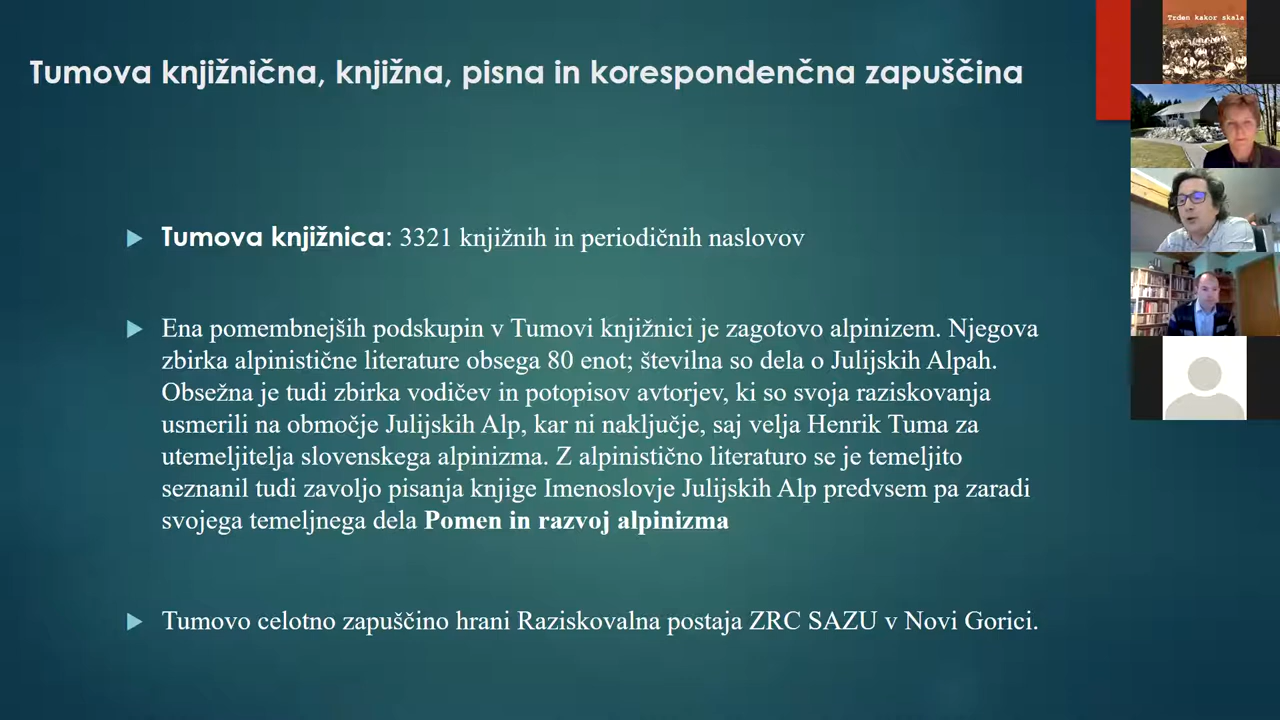 Tumova knjižnična, knjižna, pisna in korespondenčna zapuščina
Trden kakor skala
Tumova knjižnica: 3321 knjižnih in periodičnih naslovov
Ena pomembnejših podskupin v Tumovi knjižnici je zagotovo alpinizem. Njegova
zbirka alpinistične literature obsega 80 enot; številna so dela o Julijskih Alpah.
Obsežna je tudi zbirka vodičev in potopisov avtorjev, ki so svoja raziskovanja
usmerili na območje Julijskih Alp, kar ni naključje, saj velja Henrik Tuma za
utemeljitelja slovenskega alpinizma. Z alpinistično literaturo se je temeljito
seznanil tudi zavoljo pisanja knjige Imenoslovje Julijskih Alp predvsem pa zaradi
svojega temeljnega dela Pomen in razvoj alpinizma
Tumovo celotno zapuščino hrani Raziskovalna postaja ZRC SAZU v Novi Gorici.